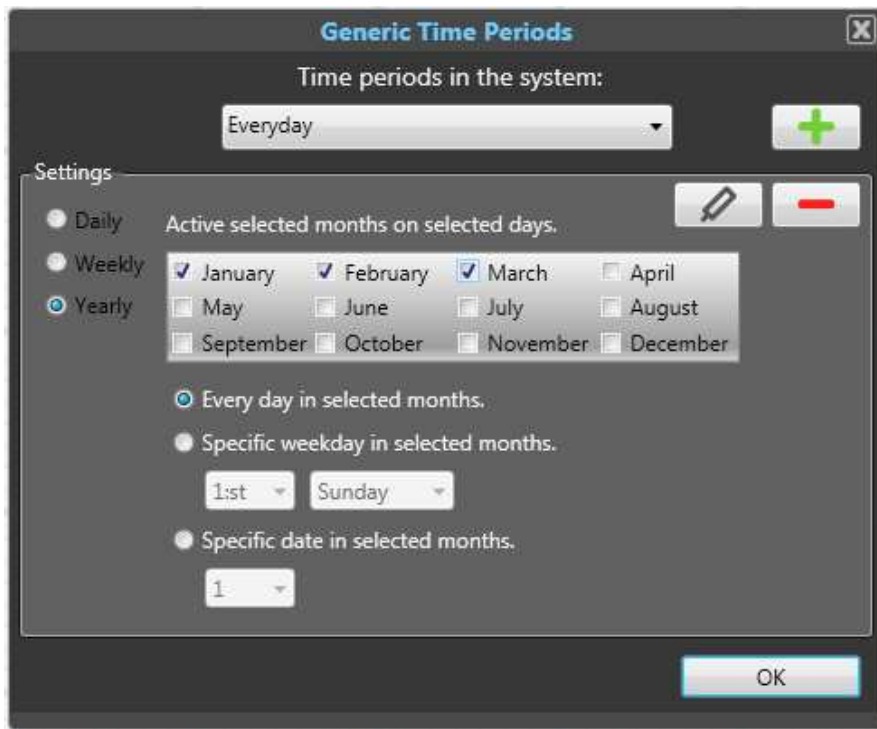 Generic Time Periods
Time periods in the system:
Everyday
Settings
Daily
Active selected months on selected days.
Weekly
January February March April
Yearly
May June July August
September October November December
Every day in selected months.
Specific weekday in selected months.
1:st Sunday
Specific date in selected months.
1
OK